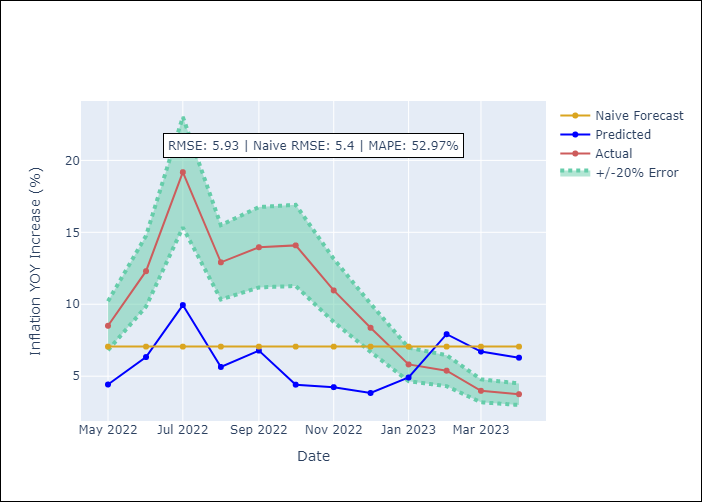 RMSE: 5.93 | Naive RMSE: 5.4 | MAPE: 52.97%
Naive Forecast
Predicted
Actual
+/-20% Error
Inflation YOY Increase (%)
20
15
10
5
May 2022
Jul 2022
Sep 2022
Nov 2022
Jan 2023
Mar 2023
Date